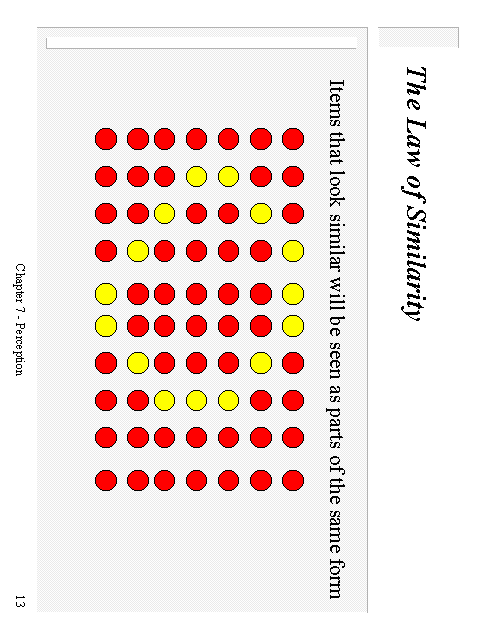 The Law of Similarity
Items that look similar will be seen as parts of the same form
Chapter 7 - Perception
13